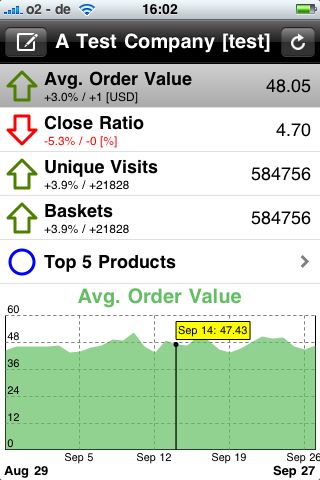 o2 - de 16:02
A Test Company [test]
Avg. Order Value 48.05
+3.0% / +1 [USD]
Close Ratio 4.70
-5.3% / -0 [%]
Unique Visits 584756
+3.9% / +21828
Baskets 584756
+3.9% / +21828
Top 5 Products
Avg. Order Value
60
Sep 14: 47.43
48
36
24
12
0
Sep 5 Sep 12 Sep 19 Sep 26
Aug 29 Sep 27